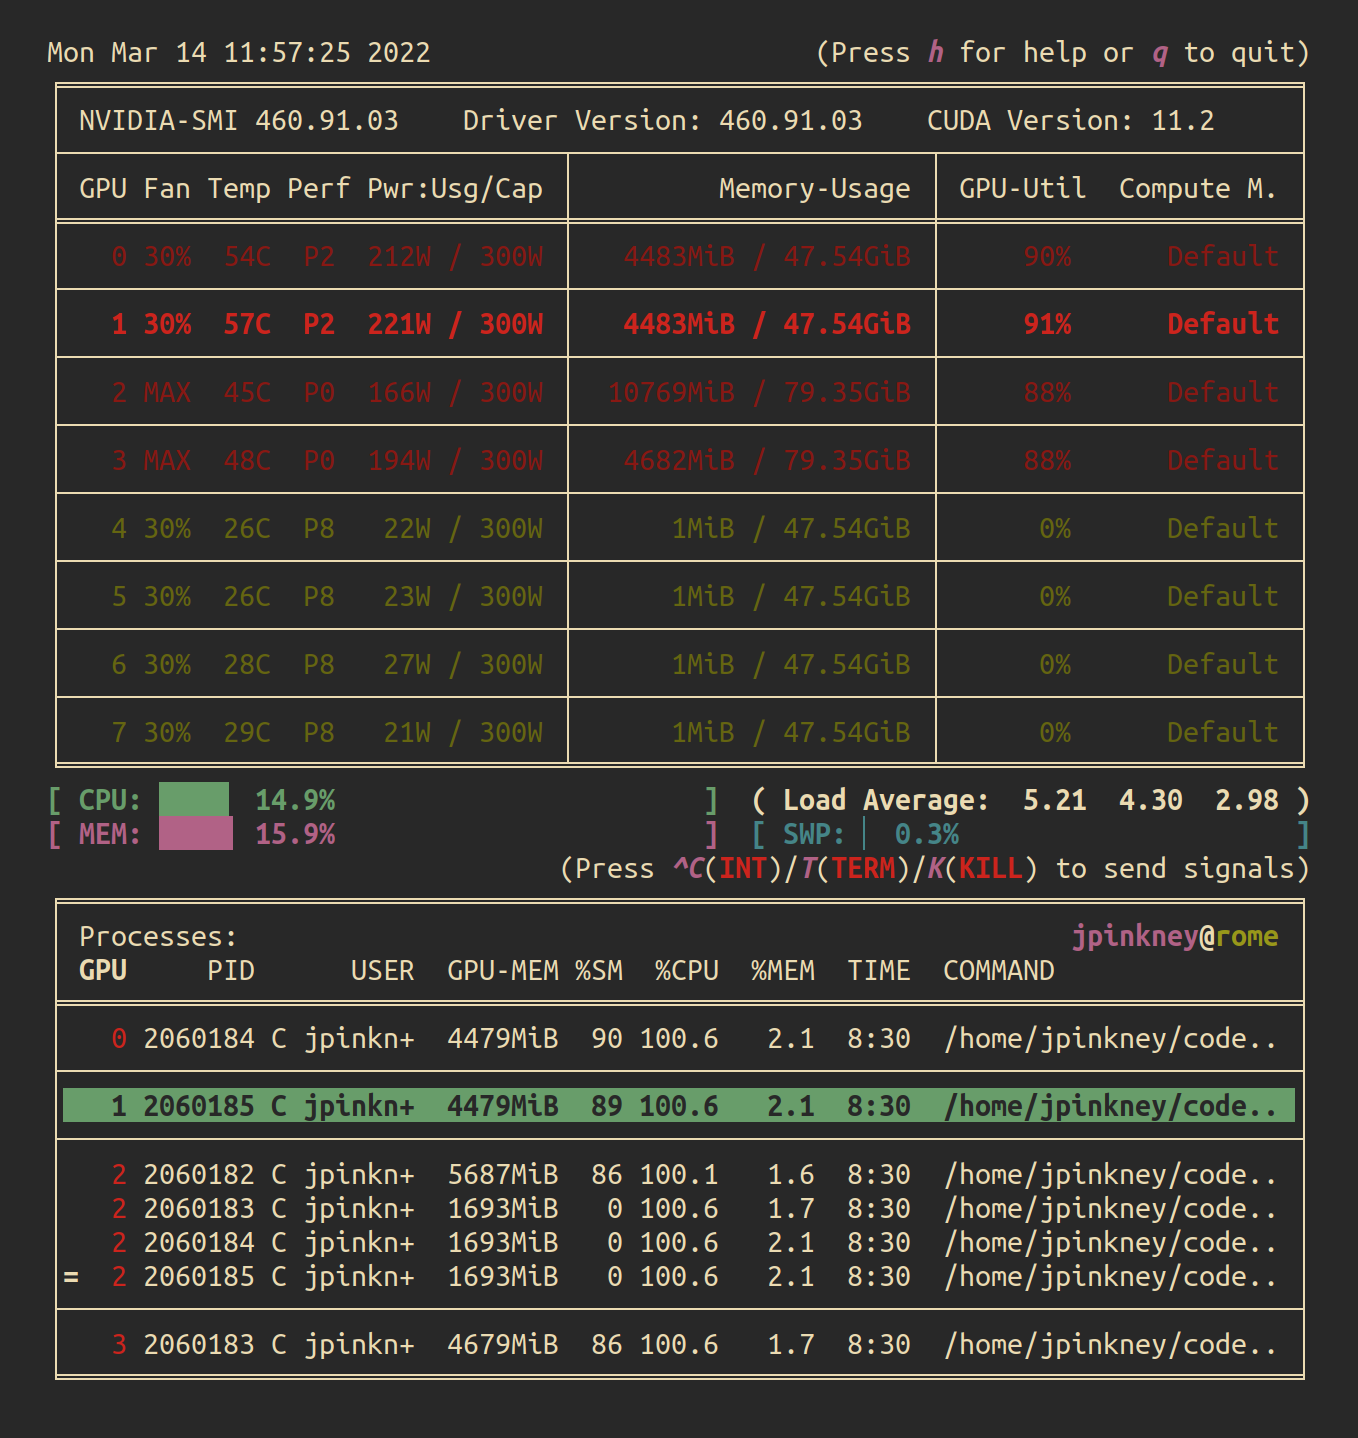 Mon Mar 14 11:57:25 2022 (Press h for help or q to quit)
NVIDIA-SMI 460.91.03 Driver Version: 460.91.03 CUDA Version: 11.2
GPU Fan Temp Perf Pwr:Usg/Cap Memory-Usage GPU-Util Compute M.
0 30% 54C P2 212W / 300W 4483MiB / 47.54GiB 90% Default
1 30% 57C P2 221W / 300W 4483MiB / 47.54GiB 91% Default
2 MAX 45C P0 166W / 300W 10769MiB / 79.35GiB 88% Default
3 MAX 48C P0 194W / 300W 4682MiB / 79.35GiB 88% Default
4 30% 26C P8 22W / 300W 1MiB / 47.54GiB 0% Default
5 30% 26C P8 23W / 300W 1MiB / 47.54GiB 0% Default
6 30% 28C P8 27W / 300W 1MiB / 47.54GiB 0% Default
7 30% 29C P8 21W / 300W 1MiB / 47.54GiB 0% Default
[ CPU: 14.9% ] ( Load Average: 5.21 4.30 2.98 )
[ MEM: 15.9% ] [ SWP: 0.3% ]
(Press ^C(INT)/T(TERM)/K(KILL) to send signals)
Processes: jpinkney@rome
GPU PID USER GPU-MEM %SM %CPU %MEM TIME COMMAND
0 2060184 C jpinkn+ 4479MiB 90 100.6 2.1 8:30 /home/jpinkney/code..
1 2060185 C jpinkn+ 4479MiB 89 100.6 2.1 8:30 /home/jpinkney/code..
2 2060182 C jpinkn+ 5687MiB 86 100.1 1.6 8:30 /home/jpinkney/code..
2 2060183 C jpinkn+ 1693MiB 0 100.6 1.7 8:30 /home/jpinkney/code..
2 2060184 C jpinkn+ 1693MiB 0 100.6 2.1 8:30 /home/jpinkney/code..
= 2 2060185 C jpinkn+ 1693MiB 0 100.6 2.1 8:30 /home/jpinkney/code..
3 2060183 C jpinkn+ 4679MiB 86 100.6 1.7 8:30 /home/jpinkney/code..